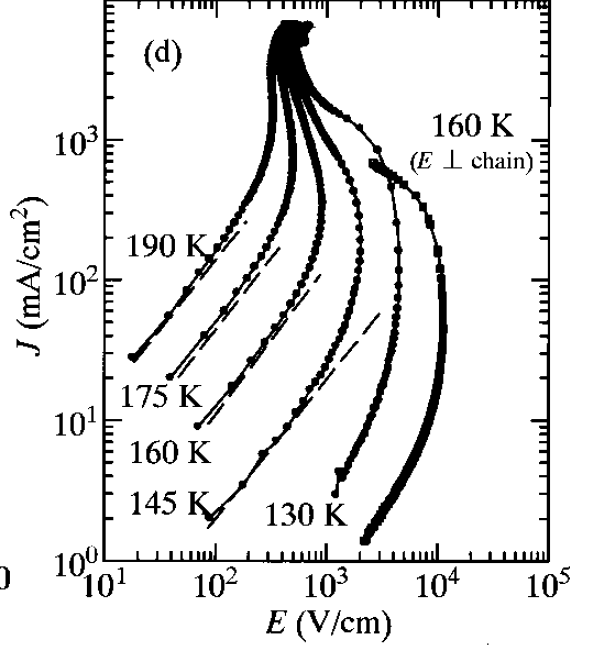 (d)
160 K
(E ⊥ chain)
10³
190 K
10²
J (mA/cm²)
175 K
10¹
160 K
145 K
130 K
10⁰
0
10¹ 10² 10³ 10⁴ 10⁵
E (V/cm)